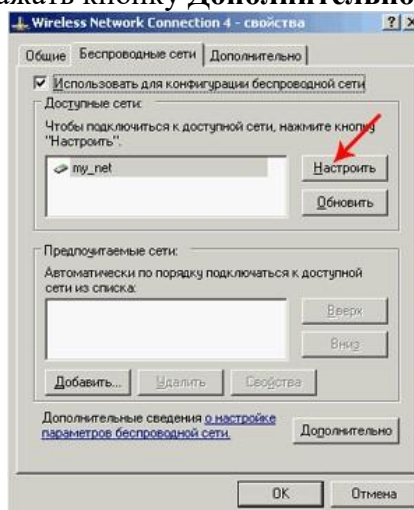 ажать кнопку Дополнительно
Wireless Network Connection 4 - свойства
Общие Беспроводные сети Дополнительно
Использовать для конфигурации беспроводной сети
Доступные сети:
Чтобы подключиться к доступной сети, нажмите кнопку
"Настроить".
my_net
Настроить
Обновить
Предпочитаемые сети:
Автоматически по порядку подключаться к доступной
сети из списка:
Вверх
Вниз
Добавить... Удалить Свойства
Дополнительные сведения о настройке
параметров беспроводной сети.
Дополнительно
OK Отмена